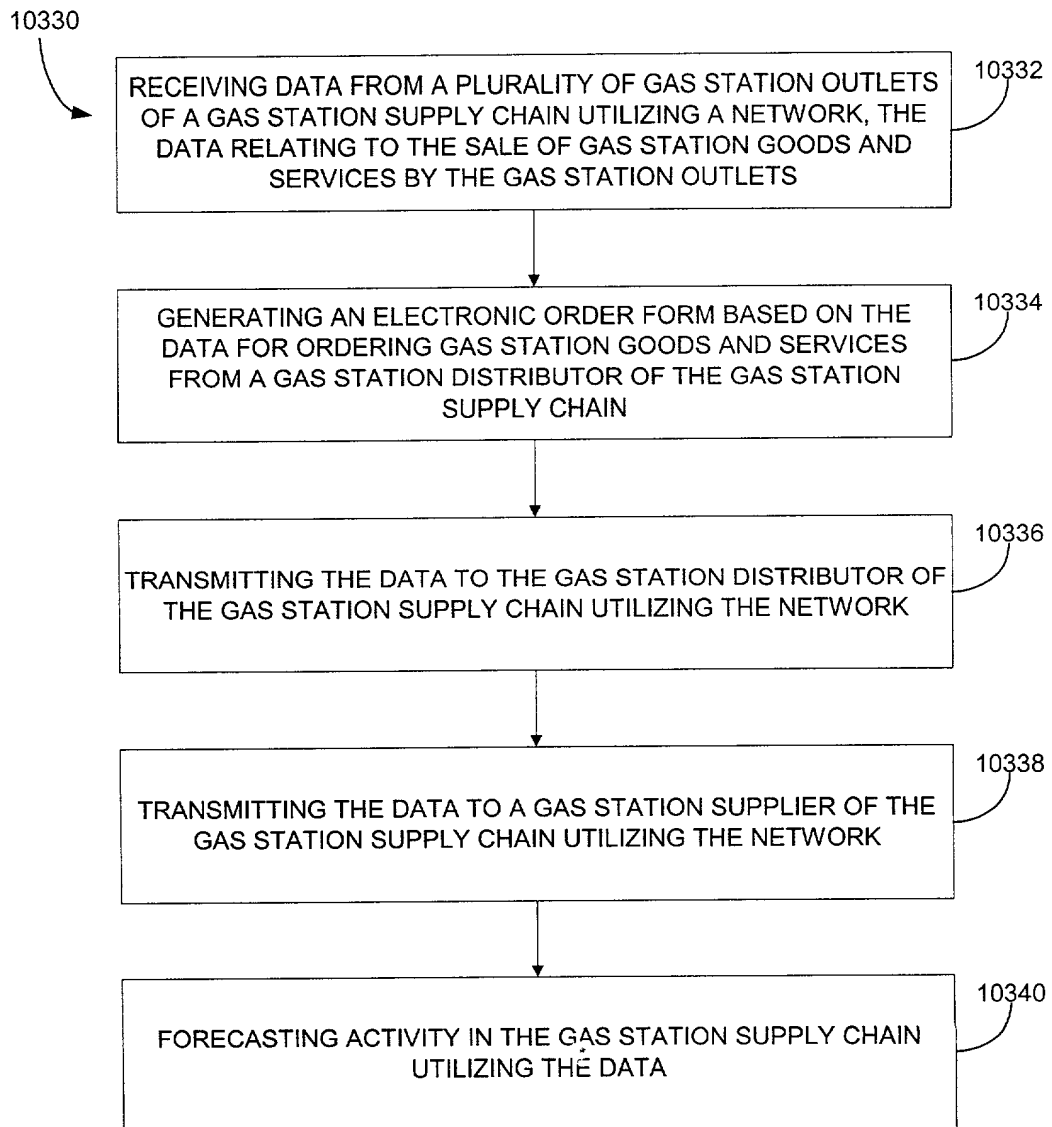 10330
10332
RECEIVING DATA FROM A PLURALITY OF GAS STATION OUTLETS
OF A GAS STATION SUPPLY CHAIN UTILIZING A NETWORK, THE
DATA RELATING TO THE SALE OF GAS STATION GOODS AND
SERVICES BY THE GAS STATION OUTLETS
10334
GENERATING AN ELECTRONIC ORDER FORM BASED ON THE
DATA FOR ORDERING GAS STATION GOODS AND SERVICES
FROM A GAS STATION DISTRIBUTOR OF THE GAS STATION
SUPPLY CHAIN
10336
TRANSMITTING THE DATA TO THE GAS STATION DISTRIBUTOR OF
THE GAS STATION SUPPLY CHAIN UTILIZING THE NETWORK
10338
TRANSMITTING THE DATA TO A GAS STATION SUPPLIER OF THE
GAS STATION SUPPLY CHAIN UTILIZING THE NETWORK
10340
FORECASTING ACTIVITY IN THE GAS STATION SUPPLY CHAIN
UTILIZING THE DATA